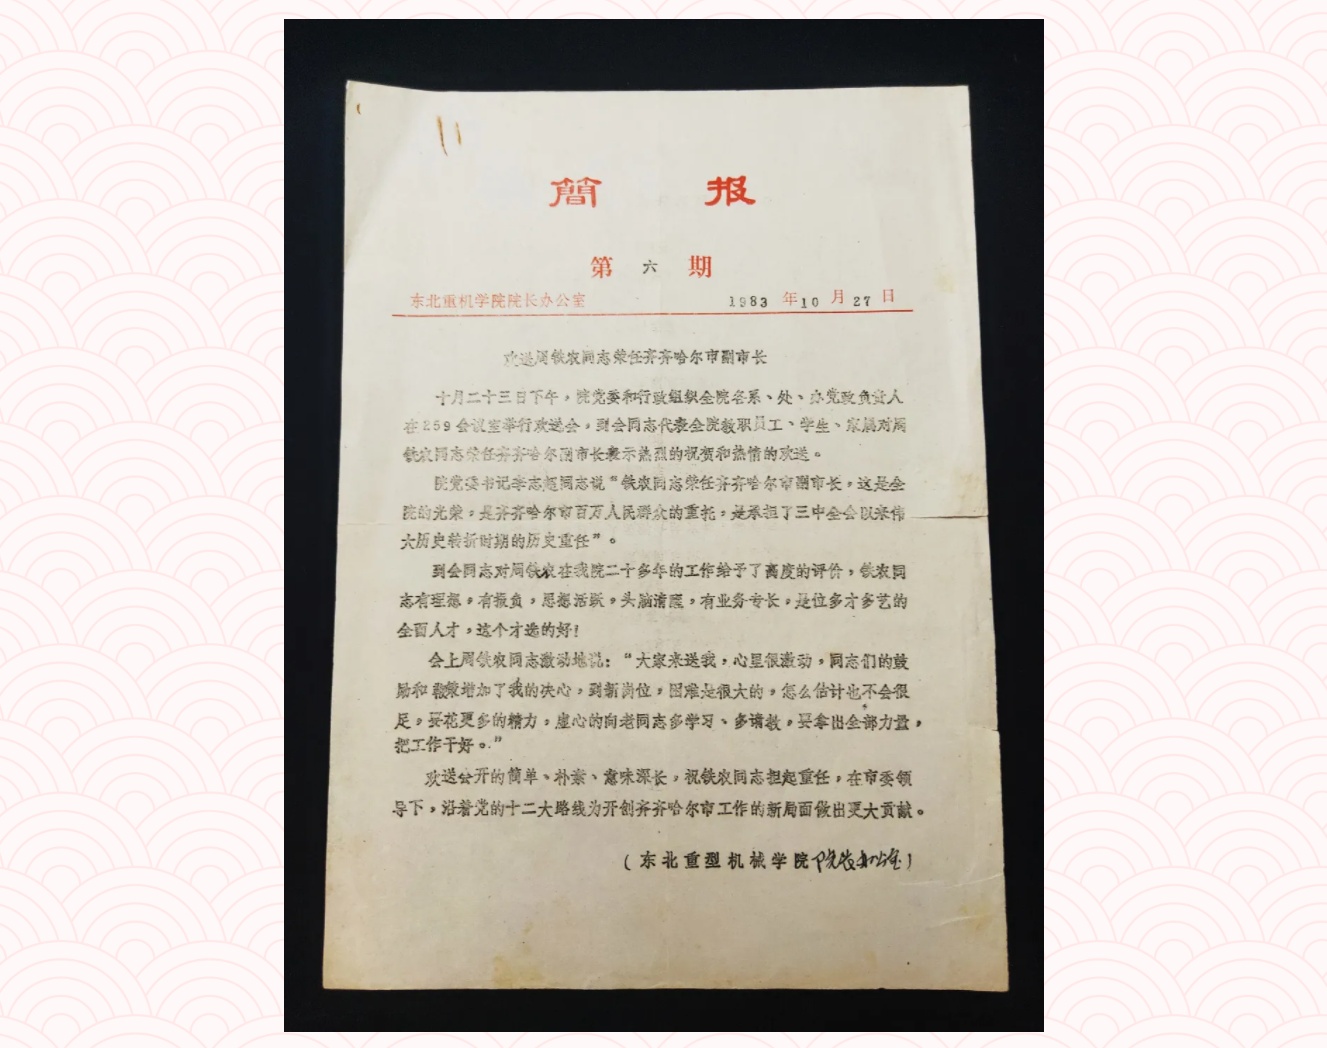 簡 报
第 六 期
东北重机学院院长办公室 1983 年 10 月 27 日
欢送周铁农同志荣任齐齐哈尔市副市长
十月二十三日下午，院党委和行政组织全院各系、处、办党政负责人
在259会议室举行欢送会，到会同志代表全院教职员工、学生、家属对周
铁农同志荣任齐齐哈尔副市长表示热烈的祝贺和热情的欢送。
院党委书记李志超同志说“铁农同志荣任齐齐哈尔市副市长，这是全
院的光荣，是齐齐哈尔市百万人民群众的重托，是承担了三中全会以来伟
大历史转折时期的历史重任”。
到会同志对周铁农在我院二十多年的工作给予了高度的评价，铁农同
志有理想，有抱负，思想活跃，头脑清醒，有业务专长，是位多才多艺的
全面人才，这个才选的好！
会上周铁农同志激动地说：“大家来送我，心里很激动，同志们的鼓
励和鞭策增加了我的决心，到新岗位，困难是很大的，怎么估计也不会很
足，要花更多的精力，虚心的向老同志多学习、多请教，要拿出全部力量，
把工作干好。”
欢送会开的简单、朴素、意味深长，祝铁农同志担起重任，在市委领
导下，沿着党的十二大路线为开创齐齐哈尔市工作的新局面做出更大贡献。
（东北重型机械学院院长办公室）